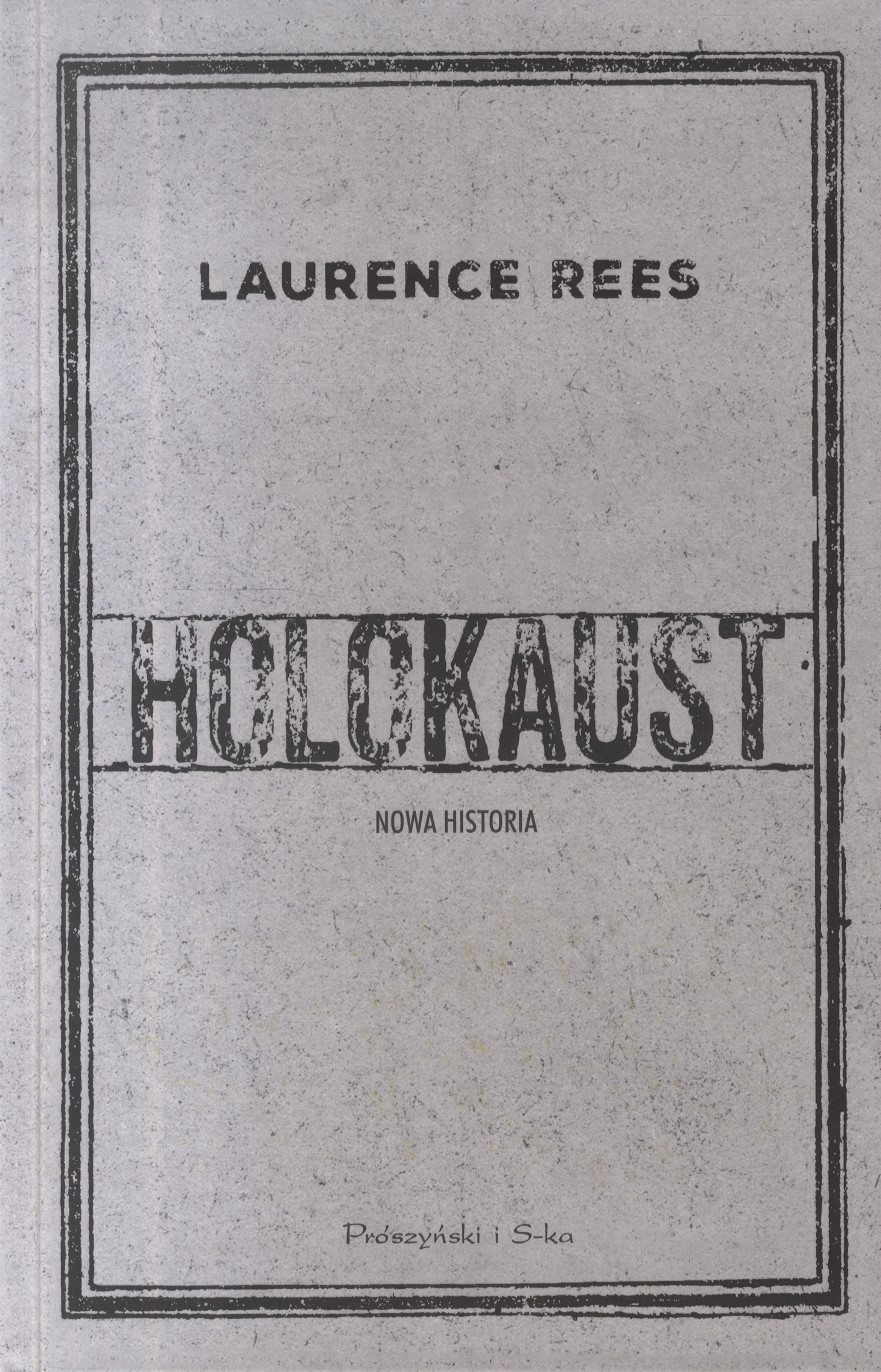 LAURENCE REES
HOLOKAUST
NOWA HISTORIA
Prószyński i S-ka